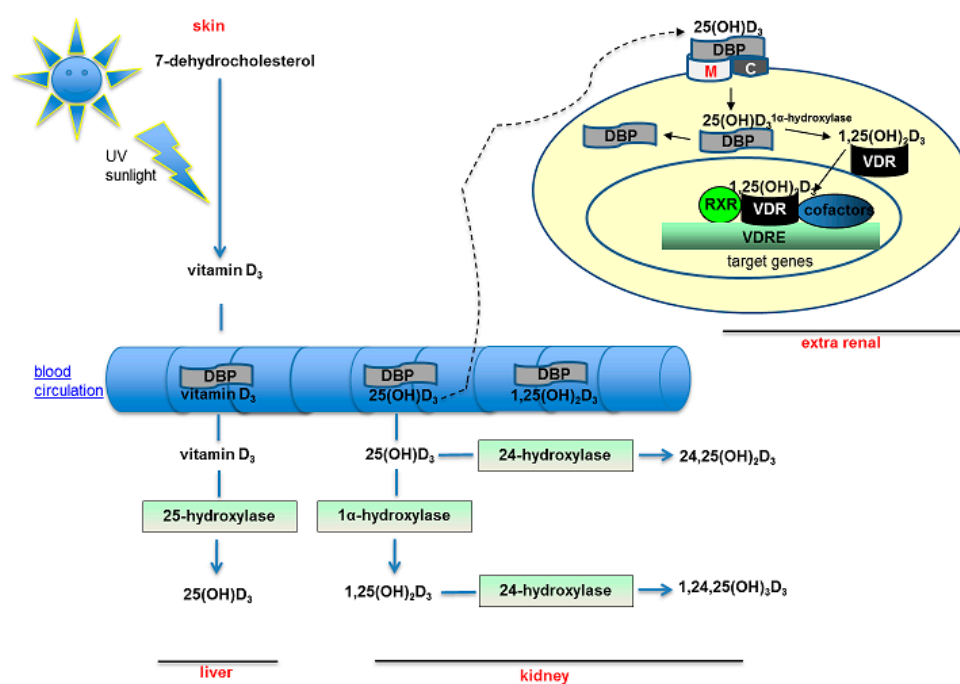 skin
7-dehydrocholesterol
UV
sunlight
vitamin D₃
25(OH)D₃
DBP
M
C
25(OH)D₃
1α-hydroxylase
DBP
DBP
1,25(OH)₂D₃
VDR
1,25(OH)₂D₃
RXR
VDR
cofactors
VDRE
target genes
extra renal
blood
circulation
DBP
vitamin D₃
DBP
25(OH)D₃
DBP
1,25(OH)₂D₃
vitamin D₃
25(OH)D₃
24-hydroxylase
24,25(OH)₂D₃
25-hydroxylase
1α-hydroxylase
25(OH)D₃
1,25(OH)₂D₃
24-hydroxylase
1,24,25(OH)₃D₃
liver
kidney